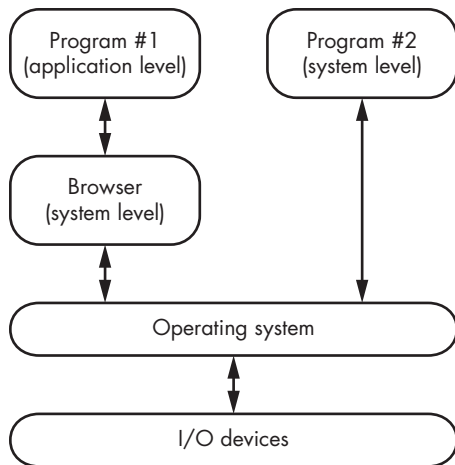 Program #1
(application level)
Program #2
(system level)
Browser
(system level)
Operating system
I/O devices